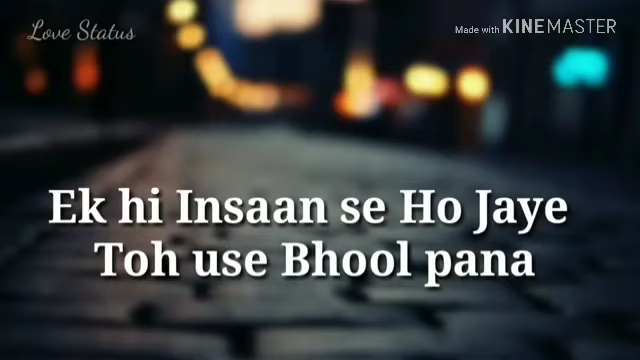 Love Status
Made with KINEMASTER
Ek hi Insaan se Ho Jaye
Toh use Bhool pana